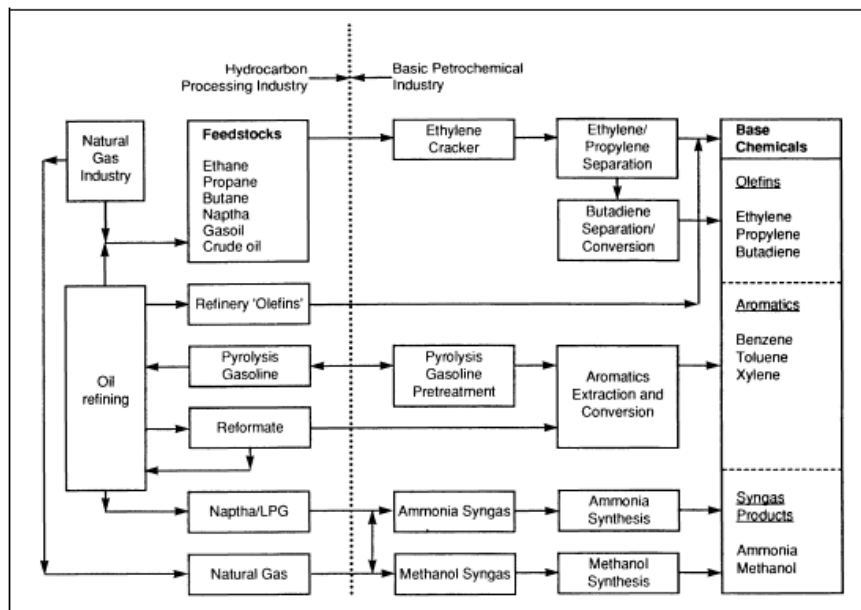 Hydrocarbon
Processing Industry
Basic Petrochemical
Industry
Natural
Gas
Industry
Feedstocks
Ethane
Propane
Butane
Naptha
Gasoil
Crude oil
Ethylene
Cracker
Ethylene/
Propylene
Separation
Butadiene
Separation/
Conversion
Base
Chemicals
Olefins
Ethylene
Propylene
Butadiene
Oil
refining
Refinery 'Olefins'
Pyrolysis
Gasoline
Pyrolysis
Gasoline
Pretreatment
Aromatics
Extraction and
Conversion
Aromatics
Benzene
Toluene
Xylene
Reformate
Naptha/LPG
Ammonia Syngas
Ammonia
Synthesis
Syngas
Products
Ammonia
Methanol
Natural Gas
Methanol Syngas
Methanol
Synthesis